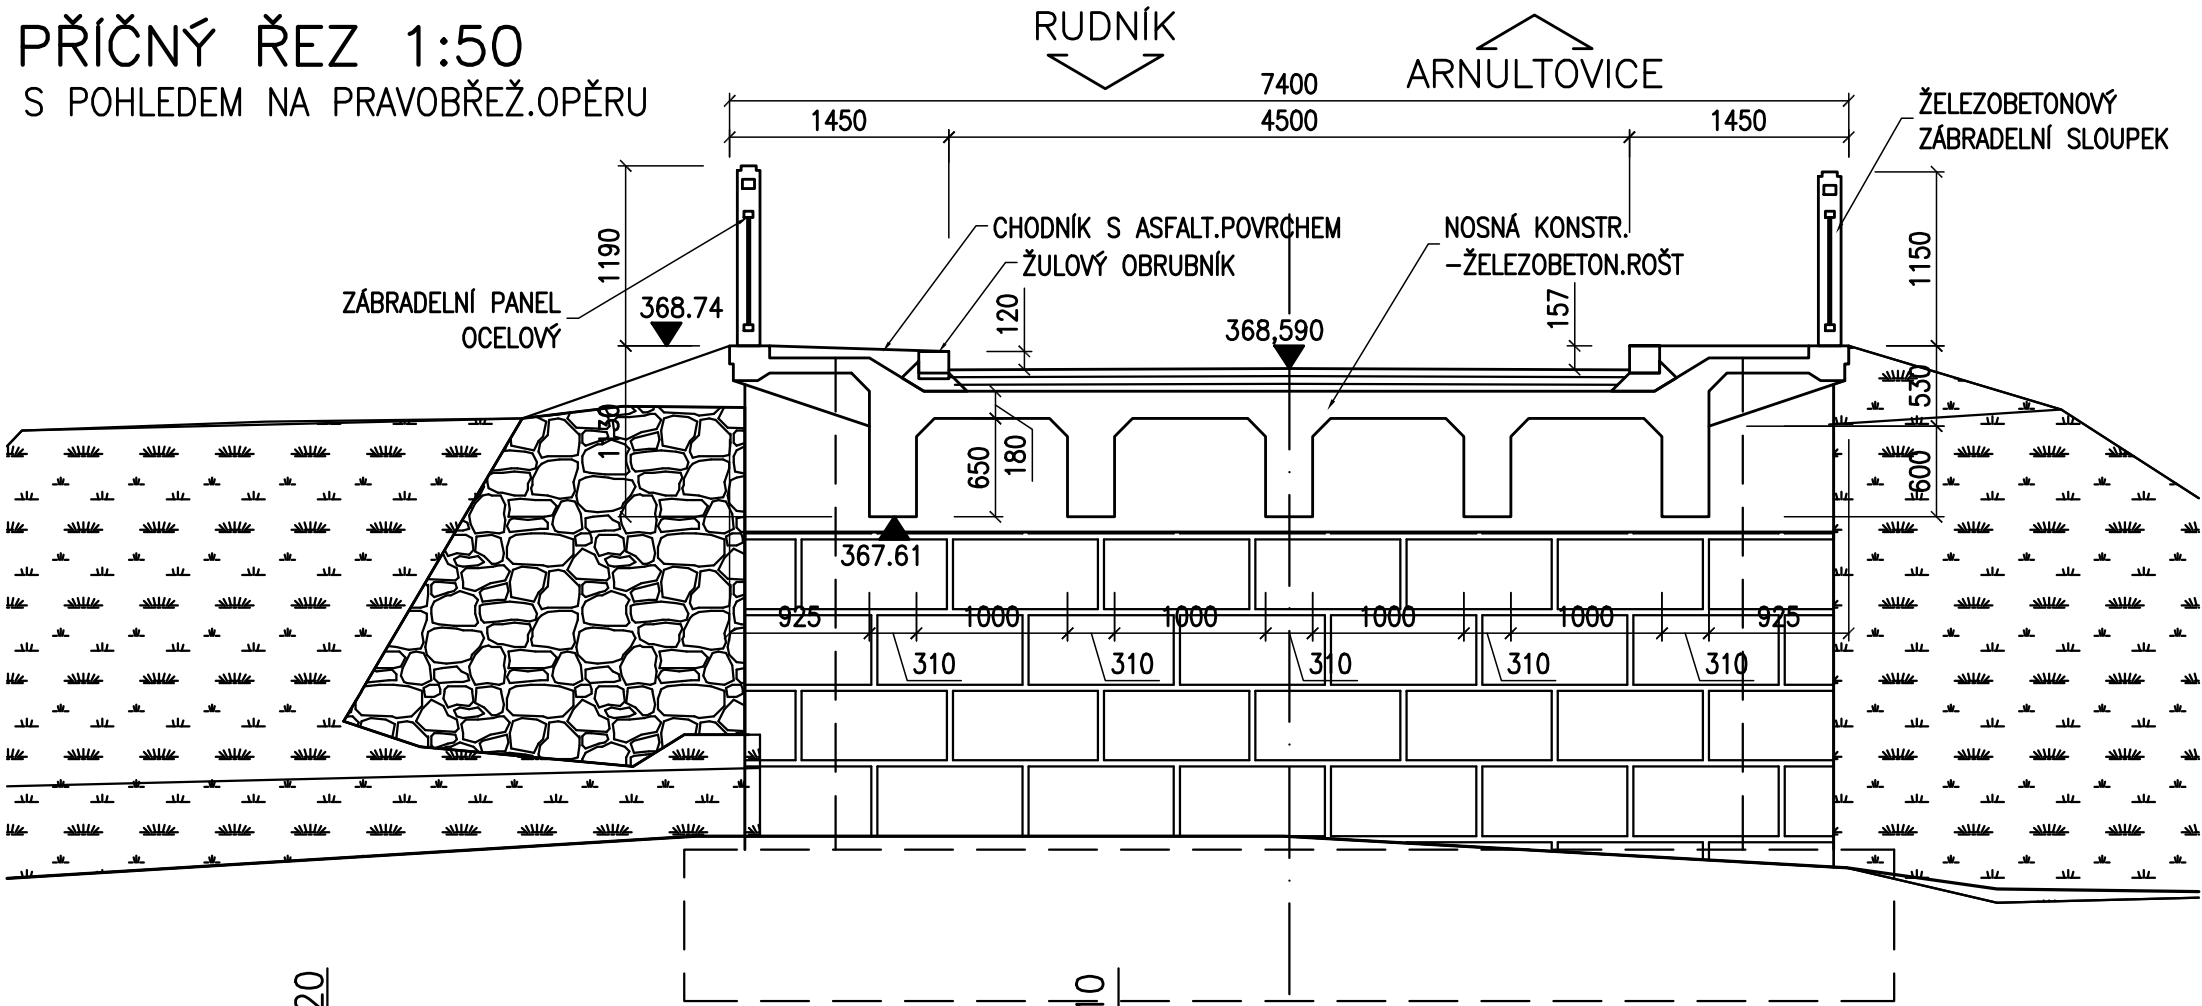 PŘÍČNÝ ŘEZ 1:50
S POHLEDEM NA PRAVOBŘEŽ.OPĚRU
RUDNÍK
ARNULTOVICE
7400
1450
4500
1450
ŽELEZOBETONOVÝ
ZÁBRADELNÍ SLOUPEK
CHODNÍK S ASFALT.POVRCHEM
ŽULOVÝ OBRUBNÍK
NOSNÁ KONSTR.
-ŽELEZOBETON.ROŠT
1190
1150
ZÁBRADELNÍ PANEL
OCELOVÝ
368.74
120
368,590
157
530
1130
650
180
600
367.61
925
1000
1000
1000
1000
925
310
310
310
310
310